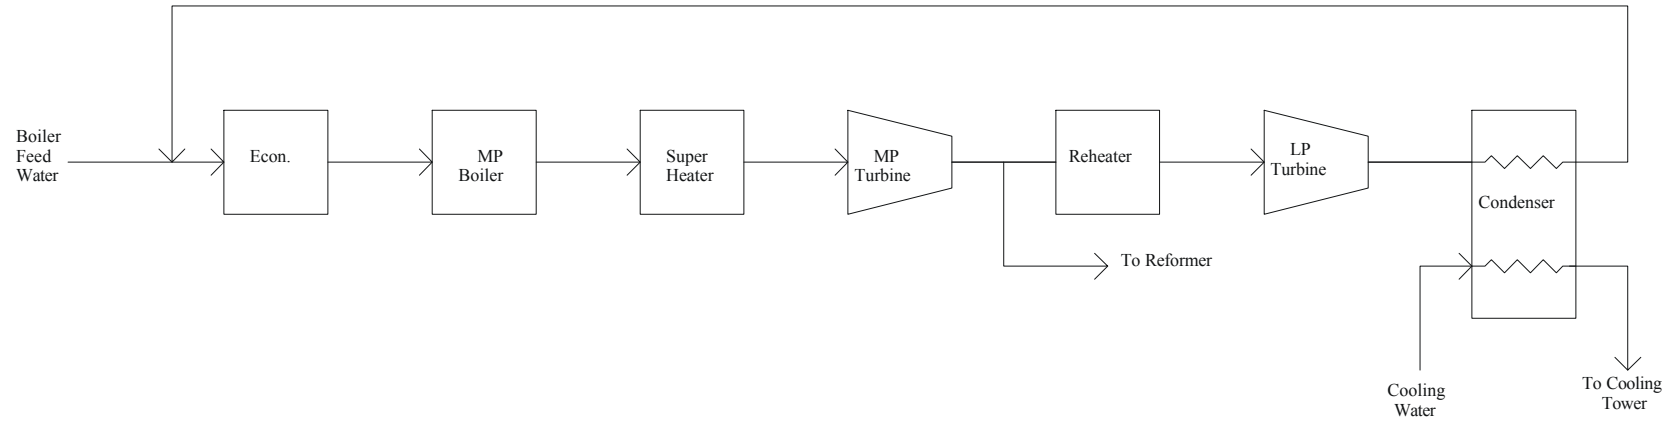 Boiler
Feed
Water
Econ.
MP
Boiler
Super
Heater
MP
Turbine
Reheater
LP
Turbine
Condenser
To Reformer
Cooling
Water
To Cooling
Tower